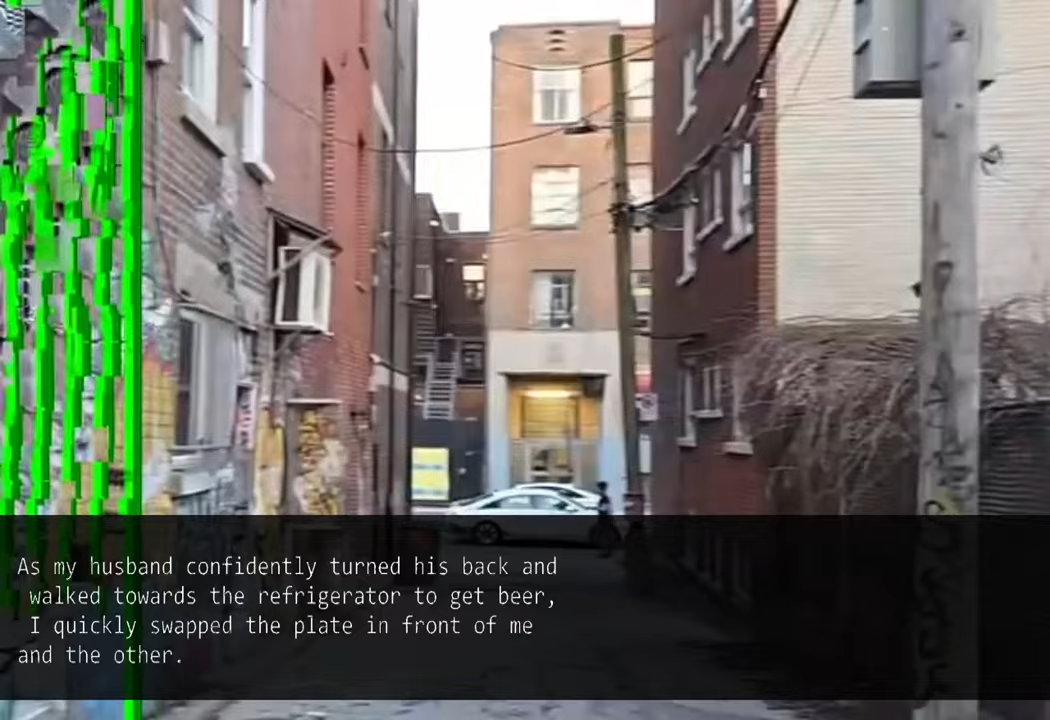 As my husband confidently turned his back and
walked towards the refrigerator to get beer,
I quickly swapped the plate in front of me
and the other.